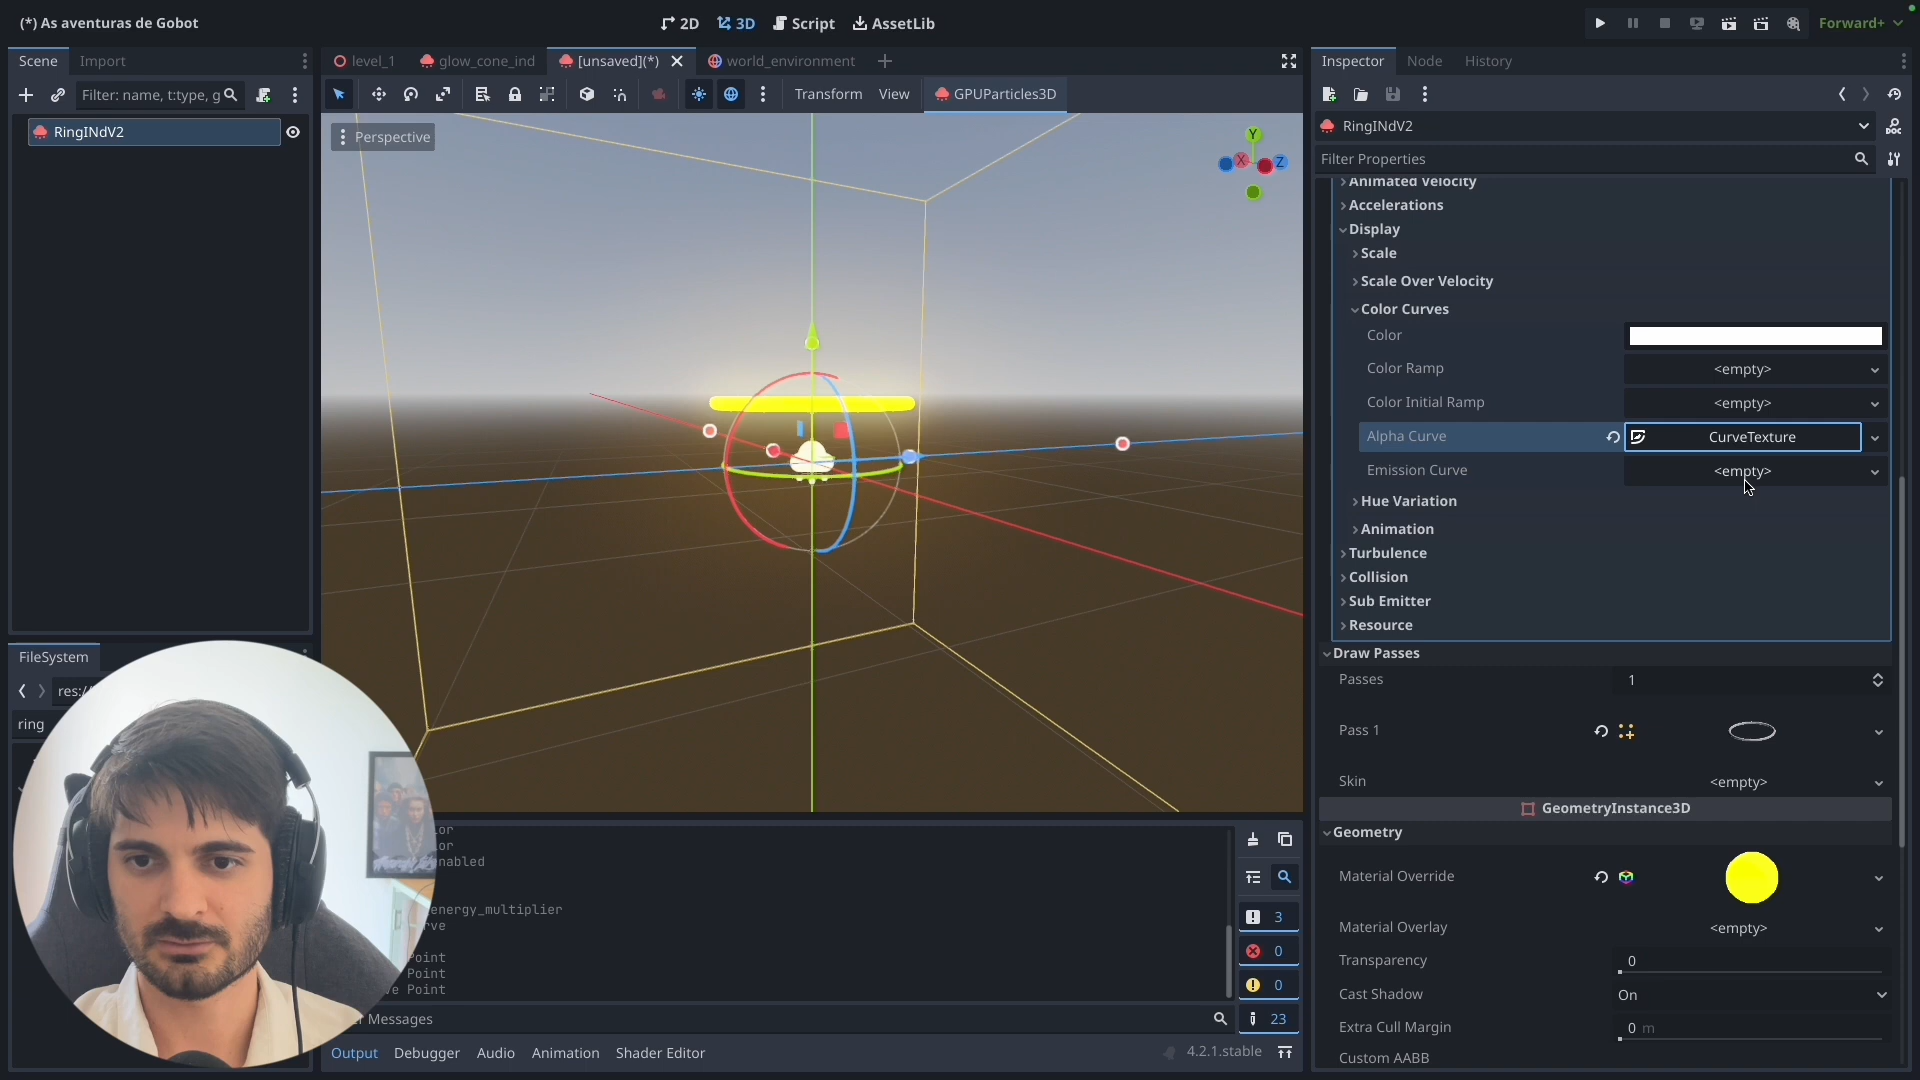 (*) As aventuras de Gobot
2D
3D
Script
AssetLib
Forward+
Scene
Import
Filter: name, t:type, g
RingINdV2
level_1
glow_cone_ind
[unsaved](*)
world_environment
Transform
View
GPUParticles3D
Perspective
Y
X
Z
Inspector
Node
History
RingINdV2
DOC
Filter Properties
Animated Velocity
Accelerations
Display
Scale
Scale Over Velocity
Color Curves
Color
Color Ramp
<empty>
Color Initial Ramp
<empty>
Alpha Curve
CurveTexture
Emission Curve
<empty>
Hue Variation
Animation
Turbulence
Collision
Sub Emitter
Resource
Draw Passes
Passes
1
Pass 1
Skin
<empty>
GeometryInstance3D
Geometry
Material Override
Material Overlay
<empty>
Transparency
0
Cast Shadow
On
Extra Cull Margin
0 m
Custom AABB
FileSystem
res:/
ring
energy_multiplier
Point
Point
Point
Messages
3
0
0
23
Output
Debugger
Audio
Animation
Shader Editor
4.2.1.stable